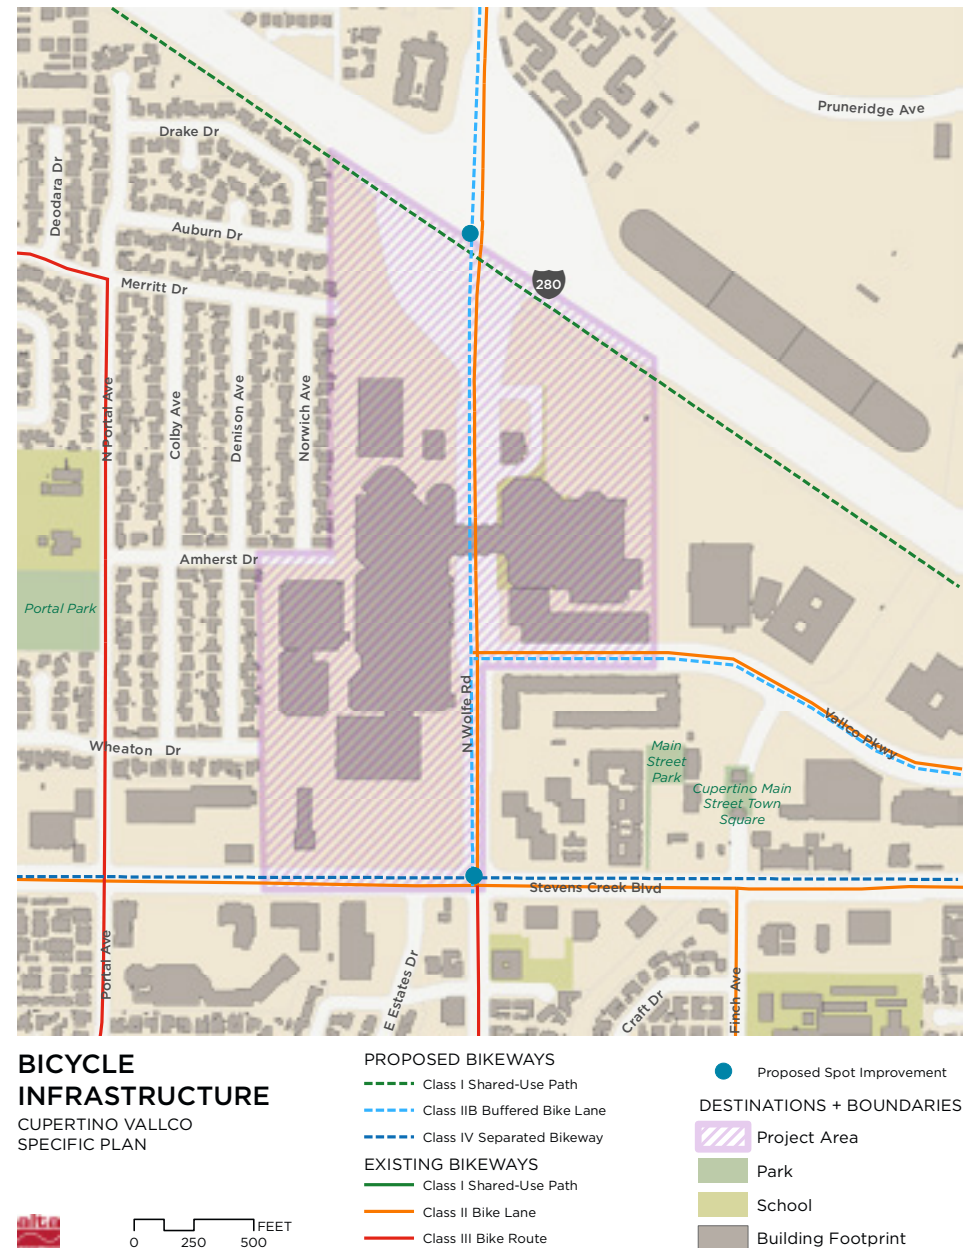 Pruneridge Ave
Drake Dr
Deodara Dr
Auburn Dr
Merritt Dr
280
N Portal Ave
Colby Ave
Denison Ave
Norwich Ave
Amherst Dr
Portal Park
N Wolfe Rd
Vallco Pkwy
Wheaton Dr
Main
Street
Park
Cupertino Main
Street Town
Square
Stevens Creek Blvd
Portal Ave
E Estates Dr
Craft Dr
Finch Ave
BICYCLE
INFRASTRUCTURE
CUPERTINO VALLCO
SPECIFIC PLAN
alta
0 250 500 FEET
PROPOSED BIKEWAYS
Class I Shared-Use Path
Class IIB Buffered Bike Lane
Class IV Separated Bikeway
EXISTING BIKEWAYS
Class I Shared-Use Path
Class II Bike Lane
Class III Bike Route
Proposed Spot Improvement
DESTINATIONS + BOUNDARIES
Project Area
Park
School
Building Footprint